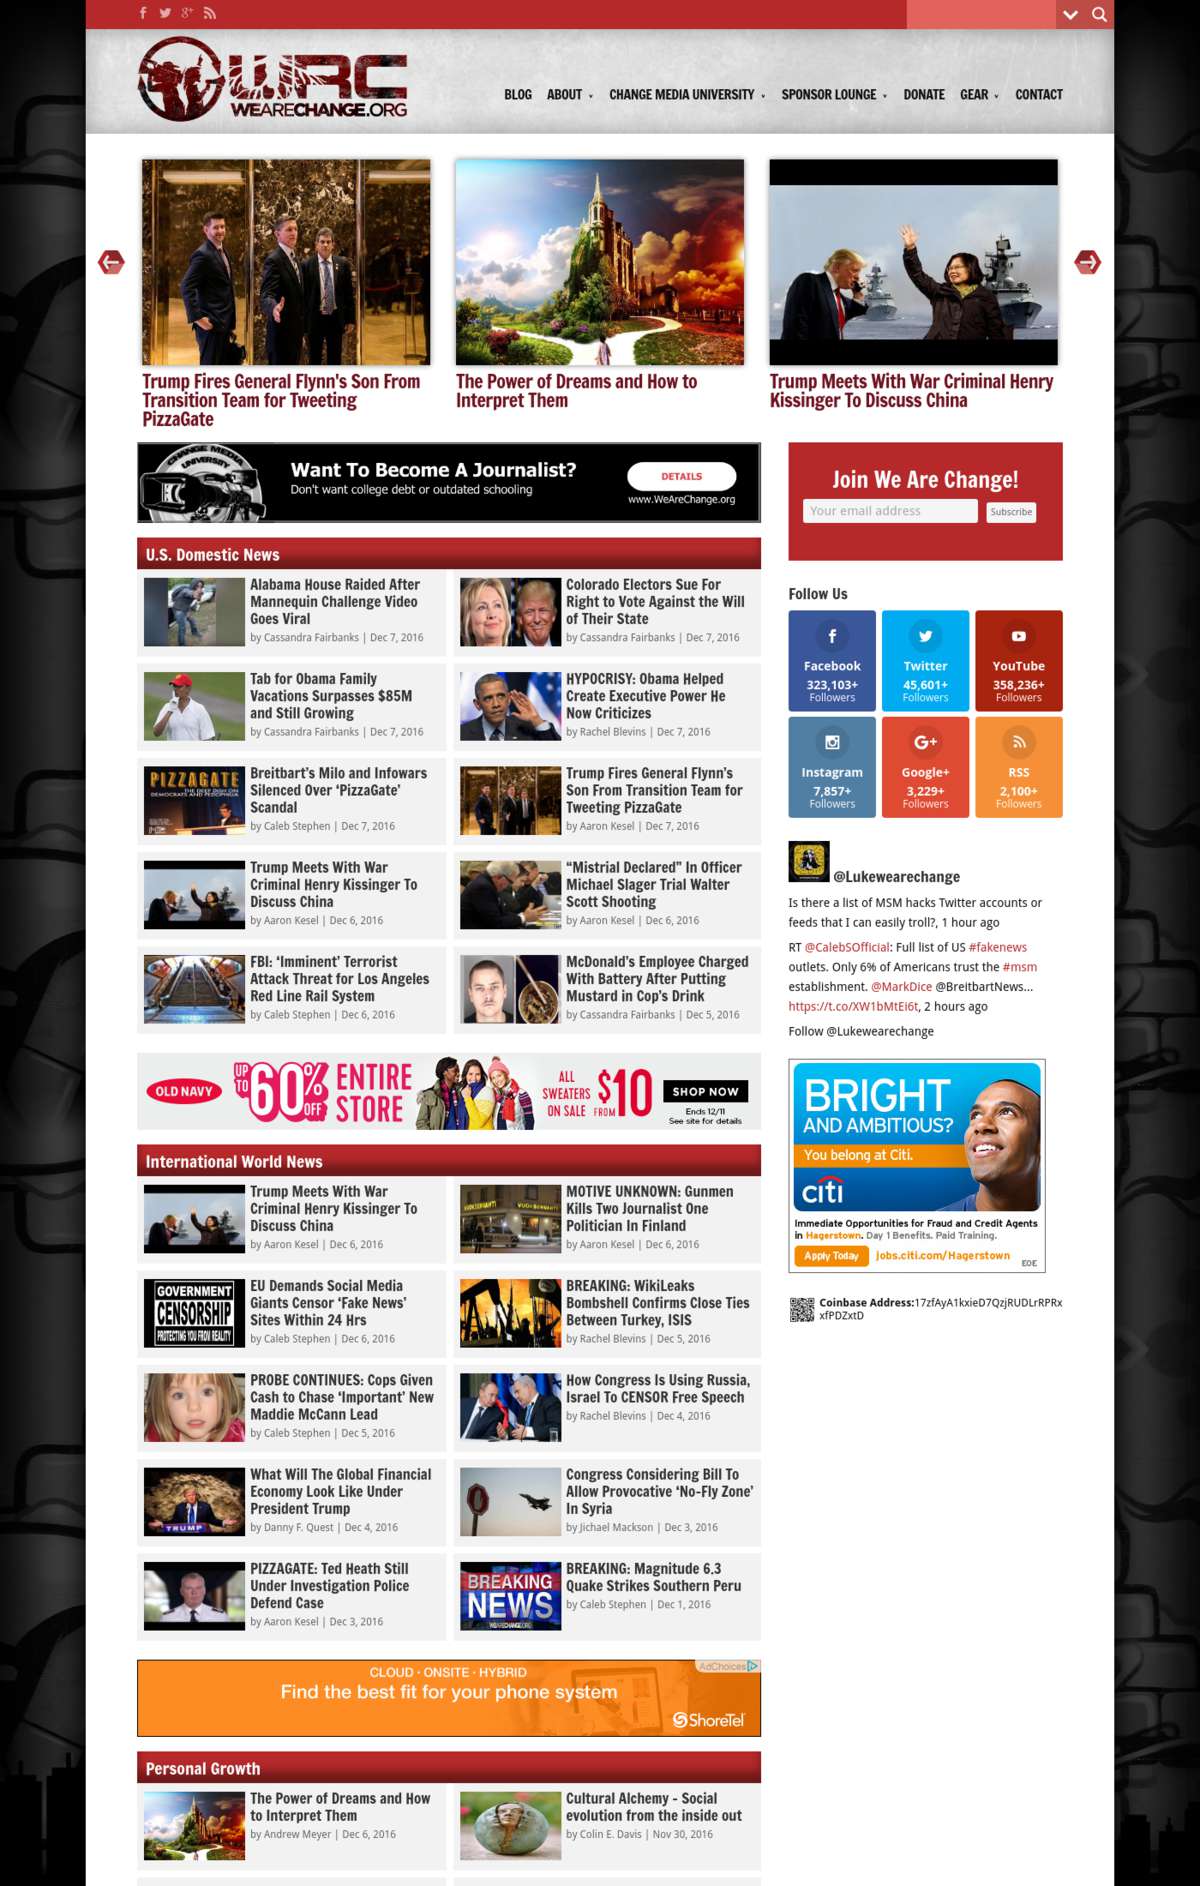 WRC
WEARECHANGE.ORG
BLOG ABOUT CHANGE MEDIA UNIVERSITY SPONSOR LOUNGE DONATE GEAR CONTACT
Trump Fires General Flynn's Son From
Transition Team for Tweeting
PizzaGate
The Power of Dreams and How to
Interpret Them
Trump Meets With War Criminal Henry
Kissinger To Discuss China
CHANGE MEDIA
UNIVERSITY
Want To Become A Journalist?
Don't want college debt or outdated schooling
DETAILS
www.WeAreChange.org
U.S. Domestic News
Alabama House Raided After
Mannequin Challenge Video
Goes Viral
by Cassandra Fairbanks | Dec 7, 2016
Colorado Electors Sue For
Right to Vote Against the Will
of Their State
by Cassandra Fairbanks | Dec 7, 2016
Tab for Obama Family
Vacations Surpasses $85M
and Still Growing
by Cassandra Fairbanks | Dec 7, 2016
HYPOCRISY: Obama Helped
Create Executive Power He
Now Criticizes
by Rachel Blevins | Dec 7, 2016
PIZZAGATE
Breitbart’s Milo and Infowars
Silenced Over ‘PizzaGate’
Scandal
by Caleb Stephen | Dec 7, 2016
Trump Fires General Flynn’s
Son From Transition Team for
Tweeting PizzaGate
by Aaron Kesel | Dec 7, 2016
Trump Meets With War
Criminal Henry Kissinger To
Discuss China
by Aaron Kesel | Dec 6, 2016
“Mistrial Declared” In Officer
Michael Slager Trial Walter
Scott Shooting
by Aaron Kesel | Dec 6, 2016
FBI: ‘Imminent’ Terrorist
Attack Threat for Los Angeles
Red Line Rail System
by Caleb Stephen | Dec 6, 2016
McDonald’s Employee Charged
With Battery After Putting
Mustard in Cop’s Drink
by Cassandra Fairbanks | Dec 5, 2016
OLD NAVY
UP TO 60% OFF
ENTIRE
STORE
ALL
SWEATERS
ON SALE FROM $10
SHOP NOW
Ends 12/11
See site for details
International World News
Trump Meets With War
Criminal Henry Kissinger To
Discuss China
by Aaron Kesel | Dec 6, 2016
MOTIVE UNKNOWN: Gunmen
Kills Two Journalist One
Politician In Finland
by Aaron Kesel | Dec 6, 2016
GOVERNMENT
CENSORSHIP
PROTECTING YOU FROM REALITY
EU Demands Social Media
Giants Censor ‘Fake News’
Sites Within 24 Hrs
by Caleb Stephen | Dec 6, 2016
BREAKING: WikiLeaks
Bombshell Confirms Close Ties
Between Turkey, ISIS
by Rachel Blevins | Dec 5, 2016
PROBE CONTINUES: Cops Given
Cash to Chase ‘Important’ New
Maddie McCann Lead
by Caleb Stephen | Dec 5, 2016
How Congress Is Using Russia,
Israel To CENSOR Free Speech
by Rachel Blevins | Dec 4, 2016
TRUMP
What Will The Global Financial
Economy Look Like Under
President Trump
by Danny F. Quest | Dec 4, 2016
Congress Considering Bill To
Allow Provocative ‘No-Fly Zone’
In Syria
by Jichael Mackson | Dec 3, 2016
PIZZAGATE: Ted Heath Still
Under Investigation Police
Defend Case
by Aaron Kesel | Dec 3, 2016
BREAKING
NEWS
WEARECHANGE.ORG
BREAKING: Magnitude 6.3
Quake Strikes Southern Peru
by Caleb Stephen | Dec 1, 2016
CLOUD · ONSITE · HYBRID
Find the best fit for your phone system
AdChoices
ShoreTel
Personal Growth
The Power of Dreams and How
to Interpret Them
by Andrew Meyer | Dec 6, 2016
Cultural Alchemy – Social
evolution from the inside out
by Colin E. Davis | Nov 30, 2016
Join We Are Change!
Your email address
Subscribe
Follow Us
Facebook
323,103+
Followers
Twitter
45,601+
Followers
YouTube
358,236+
Followers
Instagram
7,857+
Followers
Google+
3,229+
Followers
RSS
2,100+
Followers
@Lukewearechange
Is there a list of MSM hacks Twitter accounts or
feeds that I can easily troll?, 1 hour ago
RT @CalebSOfficial: Full list of US #fakenews
outlets. Only 6% of Americans trust the #msm
establishment. @MarkDice @BreitbartNews…
https://t.co/XW1bMtEi6t, 2 hours ago
Follow @Lukewearechange
BRIGHT
AND AMBITIOUS?
You belong at Citi.
citi
Immediate Opportunities for Fraud and Credit Agents
in Hagerstown. Day 1 Benefits. Paid Training.
Apply Today jobs.citi.com/Hagerstown
EOE
Coinbase Address:17zfAyA1kxieD7QzjRUDLrRPRx
xfPDZxtD